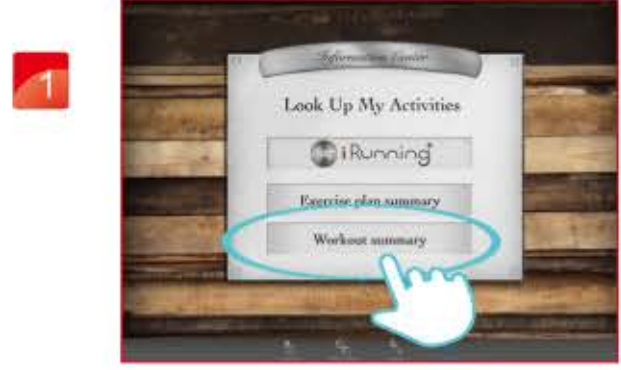 1
Information Center
Look Up My Activities
iRunning+
Exercise plan summary
Workout summary